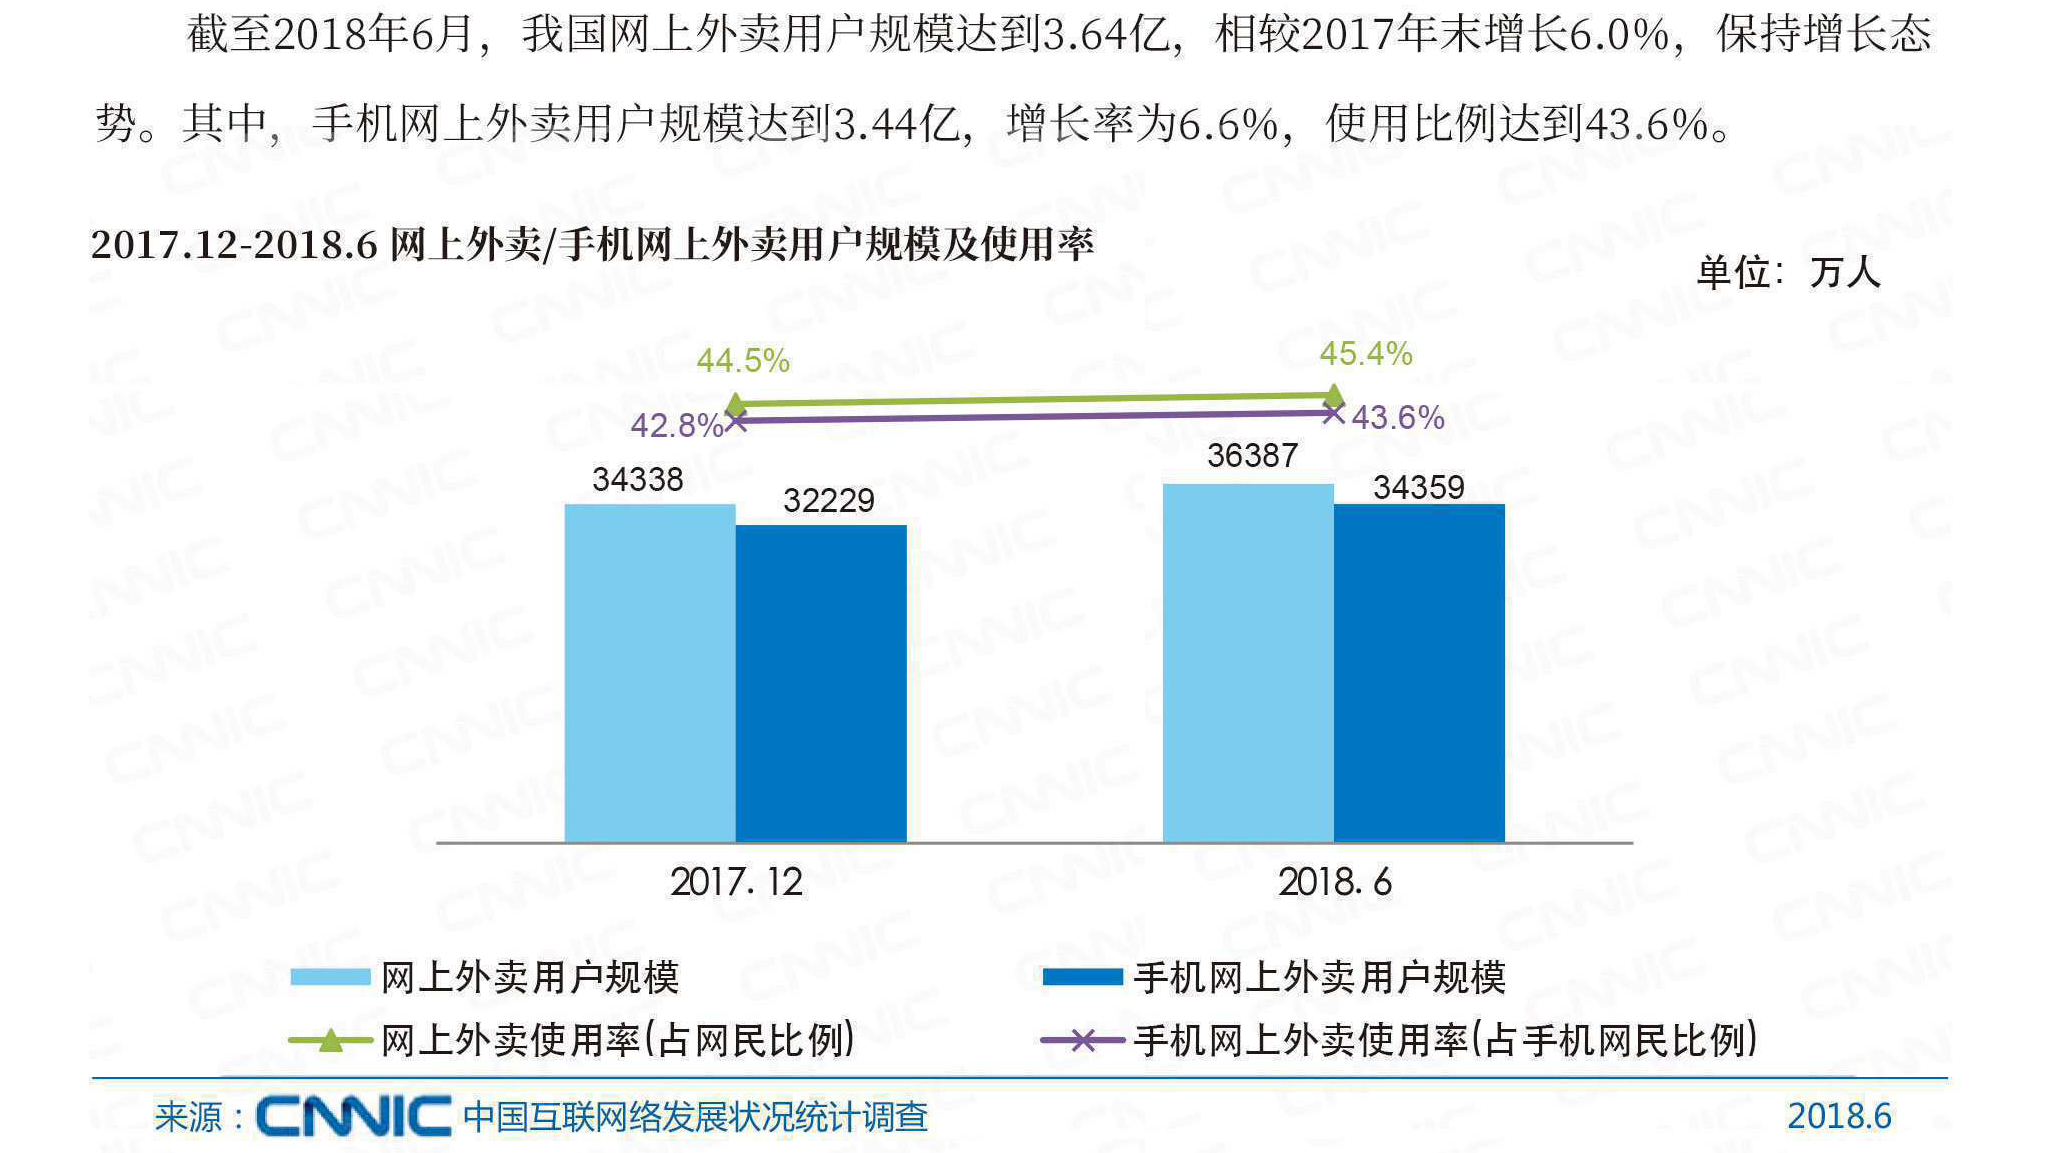 截至2018年6月，我国网上外卖用户规模达到3.64亿，相较2017年末增长6.0%，保持增长态
势。其中，手机网上外卖用户规模达到3.44亿，增长率为6.6%，使用比例达到43.6%。
2017.12-2018.6 网上外卖/手机网上外卖用户规模及使用率
单位：万人
44.5%
45.4%
42.8%
43.6%
34338
32229
36387
34359
2017. 12
2018. 6
网上外卖用户规模
手机网上外卖用户规模
网上外卖使用率(占网民比例)
手机网上外卖使用率(占手机网民比例)
来源：CNNIC 中国互联网络发展状况统计调查
2018.6